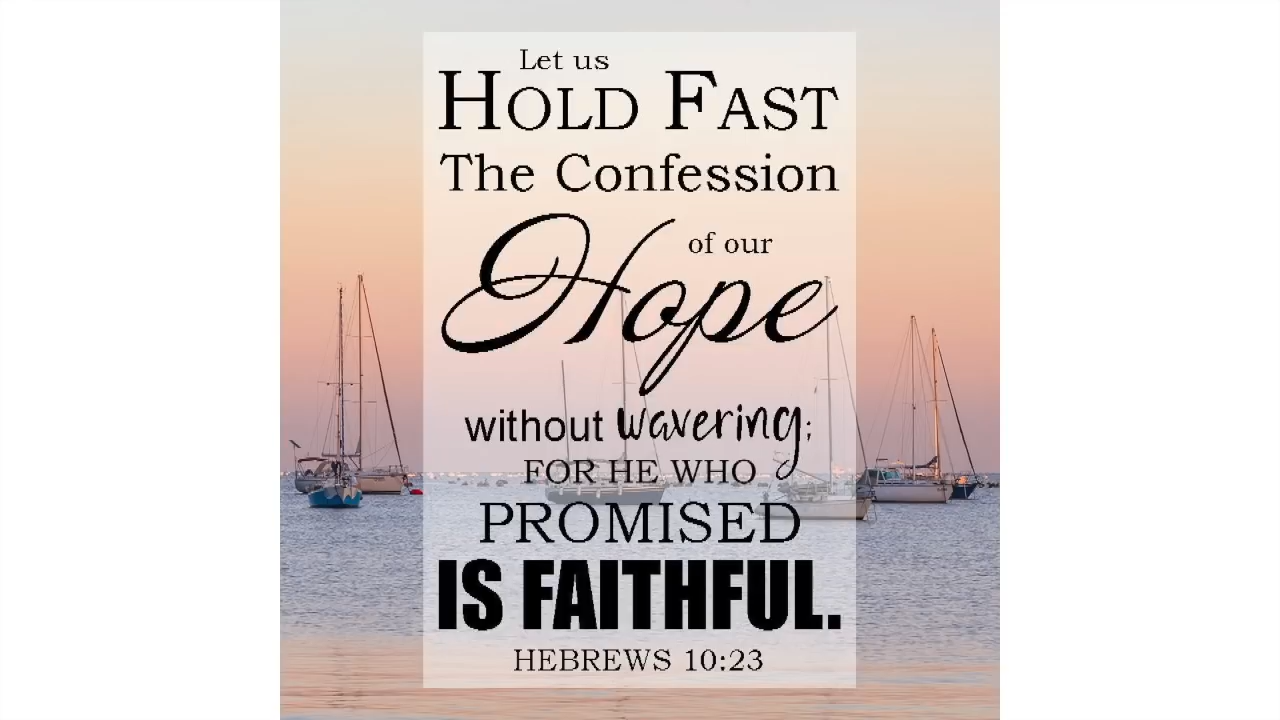 Let us
HOLD FAST
The Confession
of our
Hope
without wavering;
FOR HE WHO
PROMISED
IS FAITHFUL.
HEBREWS 10:23